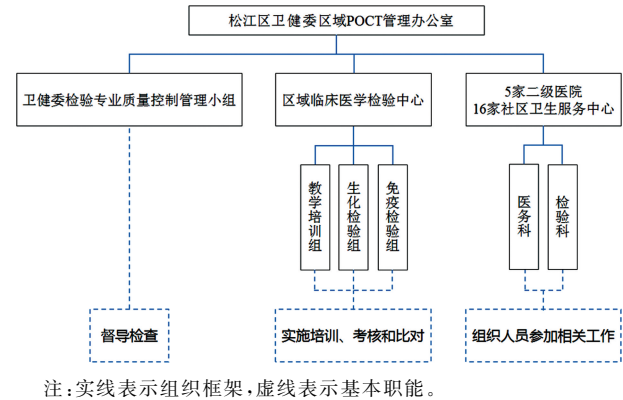 松江区卫健委区域POCT管理办公室
卫健委检验专业质量控制管理小组
区域临床医学检验中心
5家二级医院
16家社区卫生服务中心
教学培训组
生化检验组
免疫检验组
医务科
检验科
督导检查
实施培训、考核和比对
组织人员参加相关工作
注:实线表示组织框架,虚线表示基本职能。